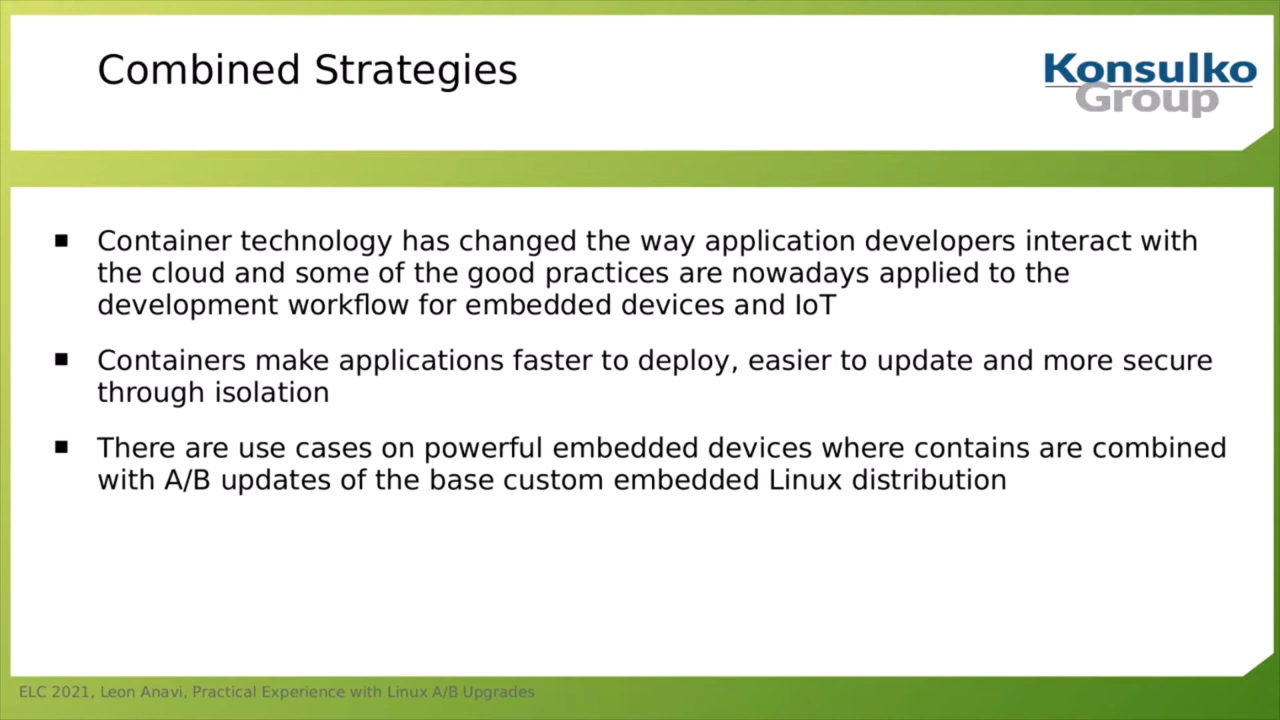 Combined Strategies
Konsulko
Group
▪ Container technology has changed the way application developers interact with
the cloud and some of the good practices are nowadays applied to the
development workflow for embedded devices and IoT
▪ Containers make applications faster to deploy, easier to update and more secure
through isolation
▪ There are use cases on powerful embedded devices where contains are combined
with A/B updates of the base custom embedded Linux distribution
ELC 2021, Leon Anavi, Practical Experience with Linux A/B Upgrades